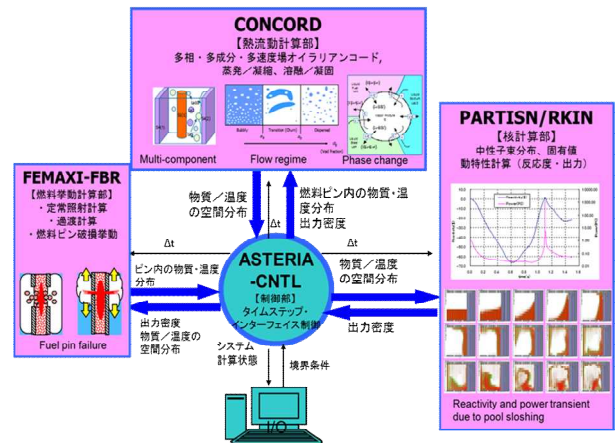 CONCORD
【熱流動計算部】
多相・多成分・多速度場オイラリアンコード,
蒸発／凝縮、溶融／凝固
Bubbly
Transition (Churn)
Dispersed
Multi-component
Flow regime
Phase change
PARTISN/RKIN
【核計算部】
中性子束分布、固有値
動特性計算（反応度・出力）
Reactivity and power transient
due to pool sloshing
FEMAXI-FBR
【燃料挙動計算部】
・定常照射計算
・過渡計算
・燃料ピン破損挙動
Fuel pin failure
物質／温度
の空間分布
Δt
燃料ピン内の物質・温
度分布
出力密度
Δt
ピン内の物質・温度
分布
出力密度
物質／温度の
空間分布
ASTERIA
-CNTL
【制御部】
タイムステップ・
インターフェイス制御
Δt
物質／温度
の空間分布
出力密度
システム
計算状態
境界条件
I/O